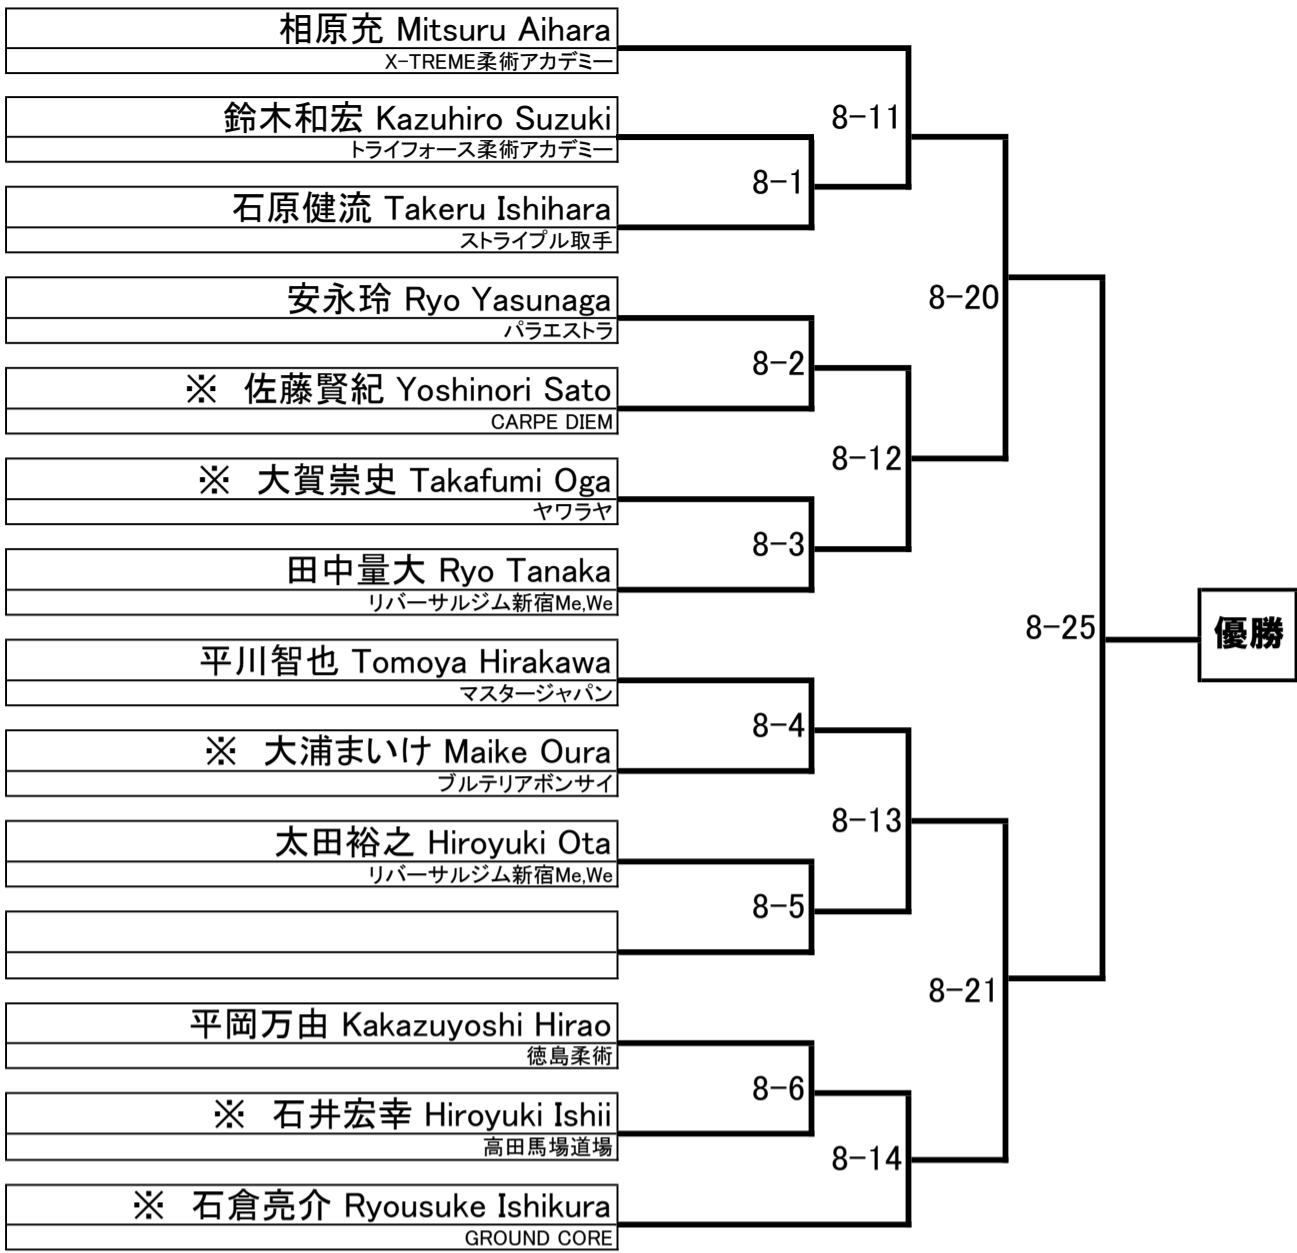 相原充 Mitsuru Aihara
X-TREME柔術アカデミー
8-11
鈴木和宏 Kazuhiro Suzuki
トライフォース柔術アカデミー
8-1
石原健流 Takeru Ishihara
ストライプル取手
安永玲 Ryo Yasunaga
パラエストラ
8-20
8-2
※ 佐藤賢紀 Yoshinori Sato
CARPE DIEM
8-12
※ 大賀崇史 Takafumi Oga
ヤワラヤ
8-3
田中量大 Ryo Tanaka
リバーサルジム新宿Me,We
8-25
優勝
平川智也 Tomoya Hirakawa
マスタージャパン
8-4
※ 大浦まいけ Maike Oura
ブルテリアボンサイ
8-13
太田裕之 Hiroyuki Ota
リバーサルジム新宿Me,We
8-5
8-21
平岡万由 Kakazuyoshi Hirao
徳島柔術
8-6
※ 石井宏幸 Hiroyuki Ishii
高田馬場道場
8-14
※ 石倉亮介 Ryousuke Ishikura
GROUND CORE